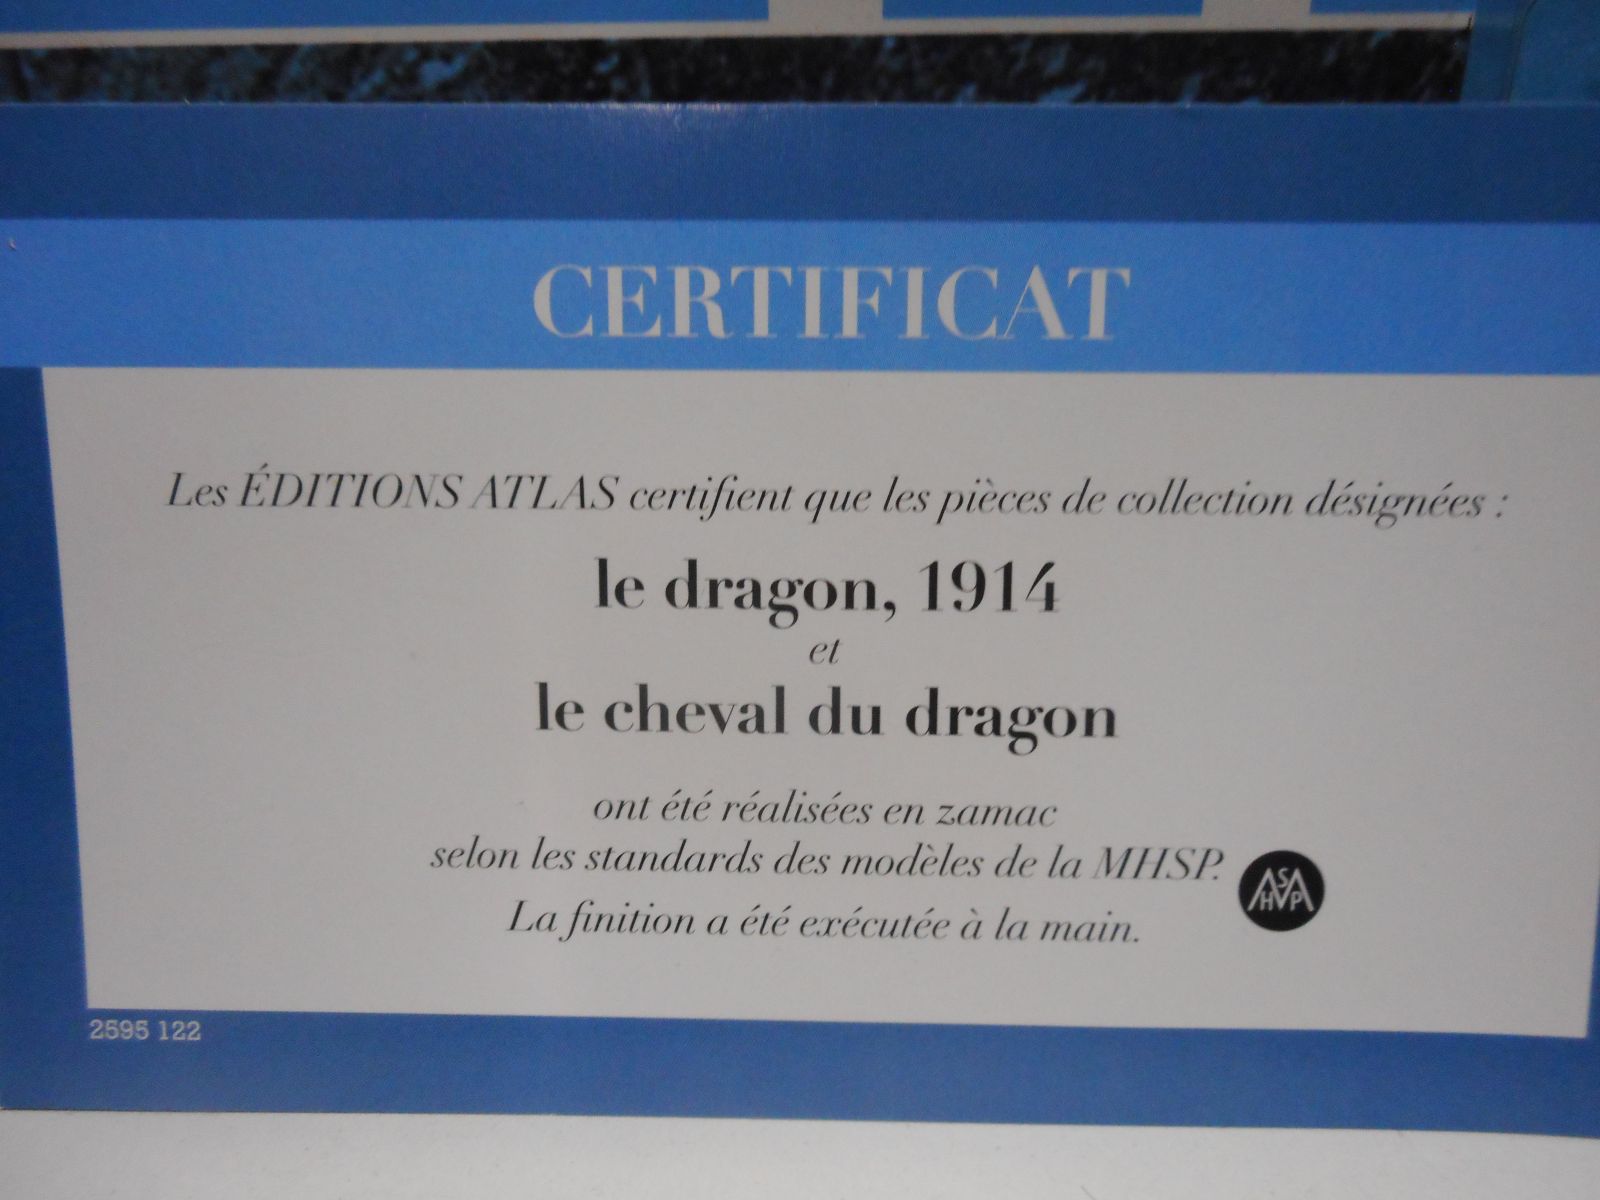 CERTIFICAT
Les ÉDITIONS ATLAS certifient que les pièces de collection désignées :
le dragon, 1914
et
le cheval du dragon
ont été réalisées en zamac
selon les standards des modèles de la MHSP.
MHSP
La finition a été exécutée à la main.
2595 122